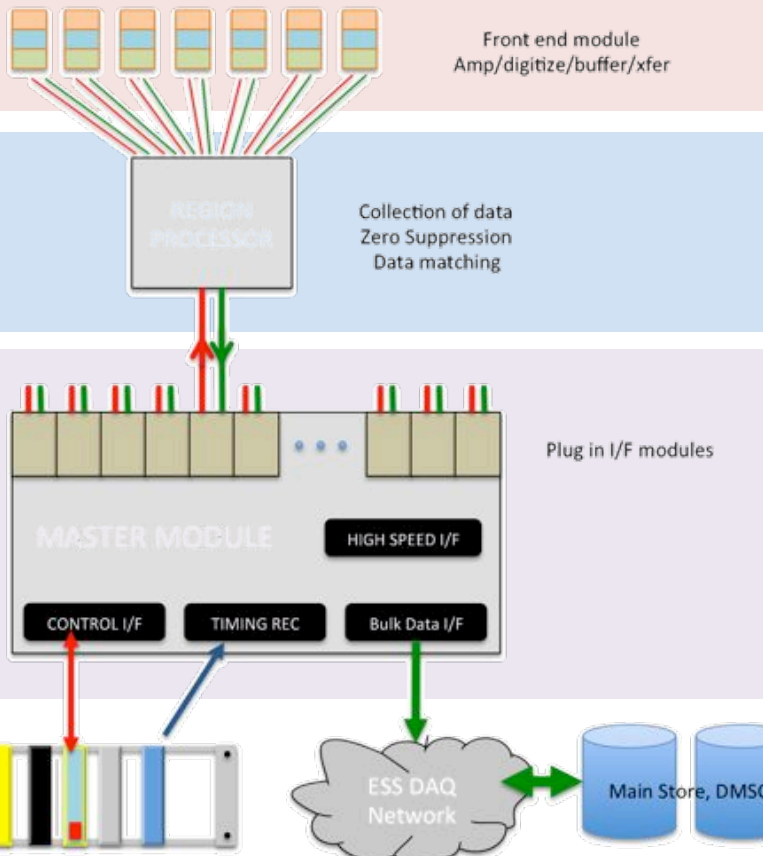 Front end module
Amp/digitize/buffer/xfer
REGION
PROCESSOR
Collection of data
Zero Suppression
Data matching
Plug in I/F modules
MASTER MODULE
HIGH SPEED I/F
CONTROL I/F
TIMING REC
Bulk Data I/F
ESS DAQ
Network
Main Store, DMSC